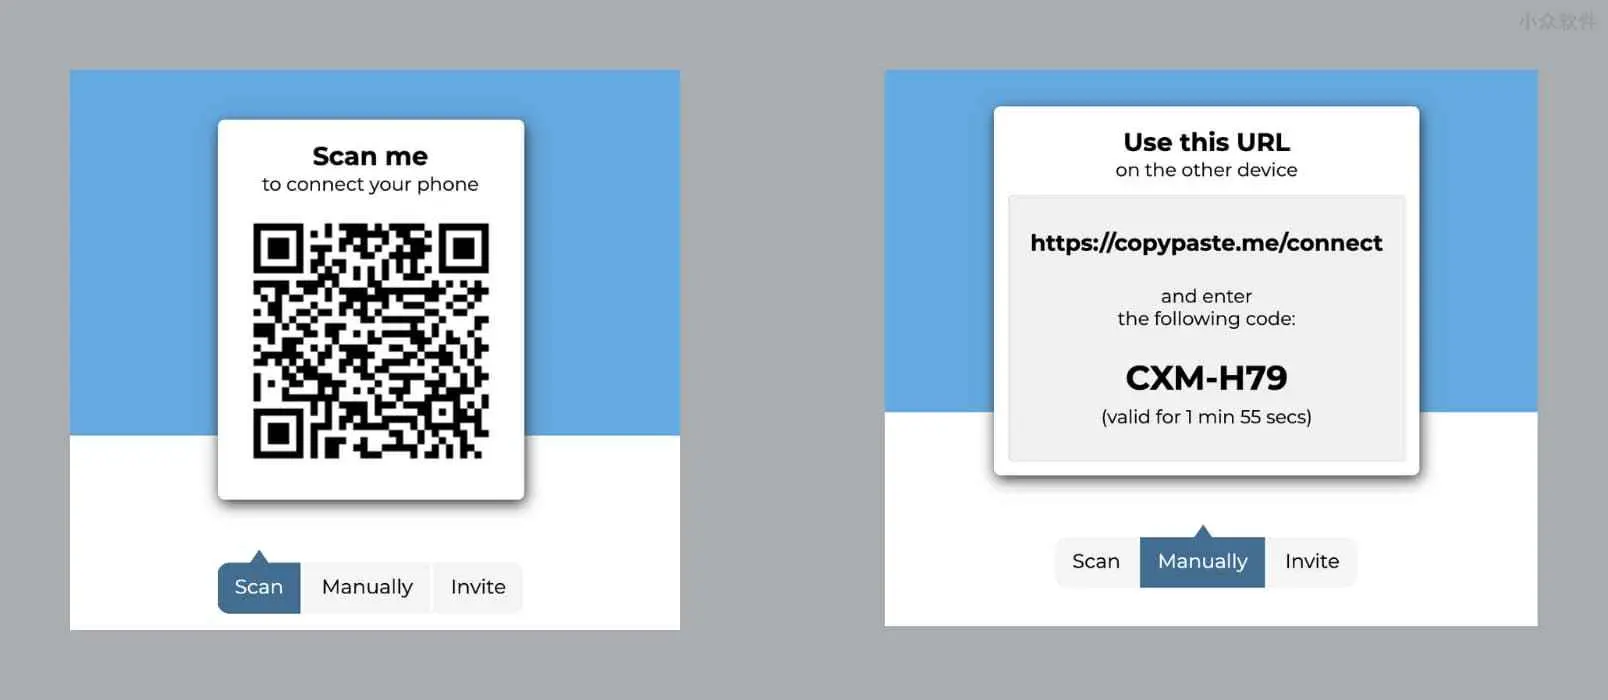 小众软件
Scan me
to connect your phone
Scan
Manually
Invite
Use this URL
on the other device
https://copypaste.me/connect
and enter
the following code:
CXM-H79
(valid for 1 min 55 secs)
Scan
Manually
Invite